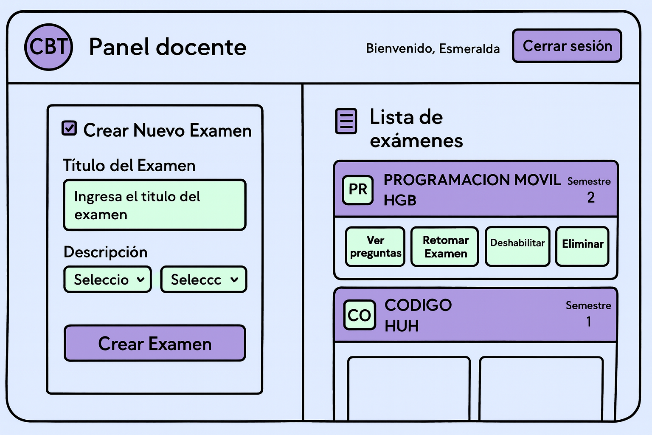 CBT
Panel docente
Bienvenido, Esmeralda
Cerrar sesión
Crear Nuevo Examen
Título del Examen
Ingresa el titulo del
examen
Descripción
Seleccio
Seleccc
Crear Examen
Lista de
exámenes
PR
PROGRAMACION MOVIL
HGB
Semestre
2
Ver
preguntas
Retomar
Examen
Deshabilitar
Eliminar
CO
CODIGO
HUH
Semestre
1